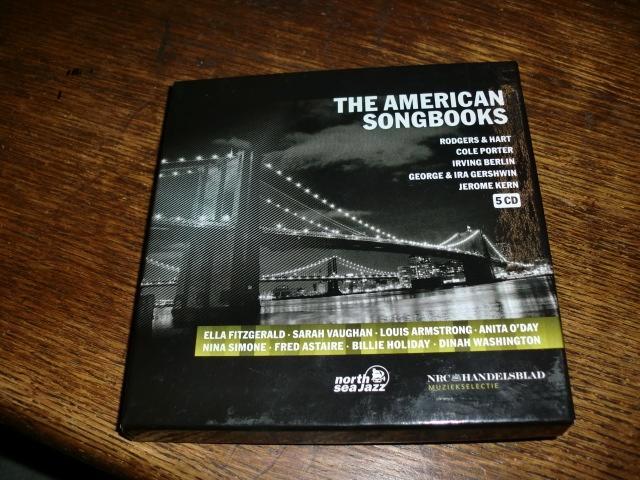 THE AMERICAN
SONGBOOKS
RODGERS & HART
COLE PORTER
IRVING BERLIN
GEORGE & IRA GERSHWIN
JEROME KERN
5 CD
ELLA FITZGERALD · SARAH VAUGHAN · LOUIS ARMSTRONG · ANITA O'DAY
NINA SIMONE · FRED ASTAIRE · BILLIE HOLIDAY · DINAH WASHINGTON
north
sea Jazz
NRC HANDELSBLAD
MUZIEKSELECTIE